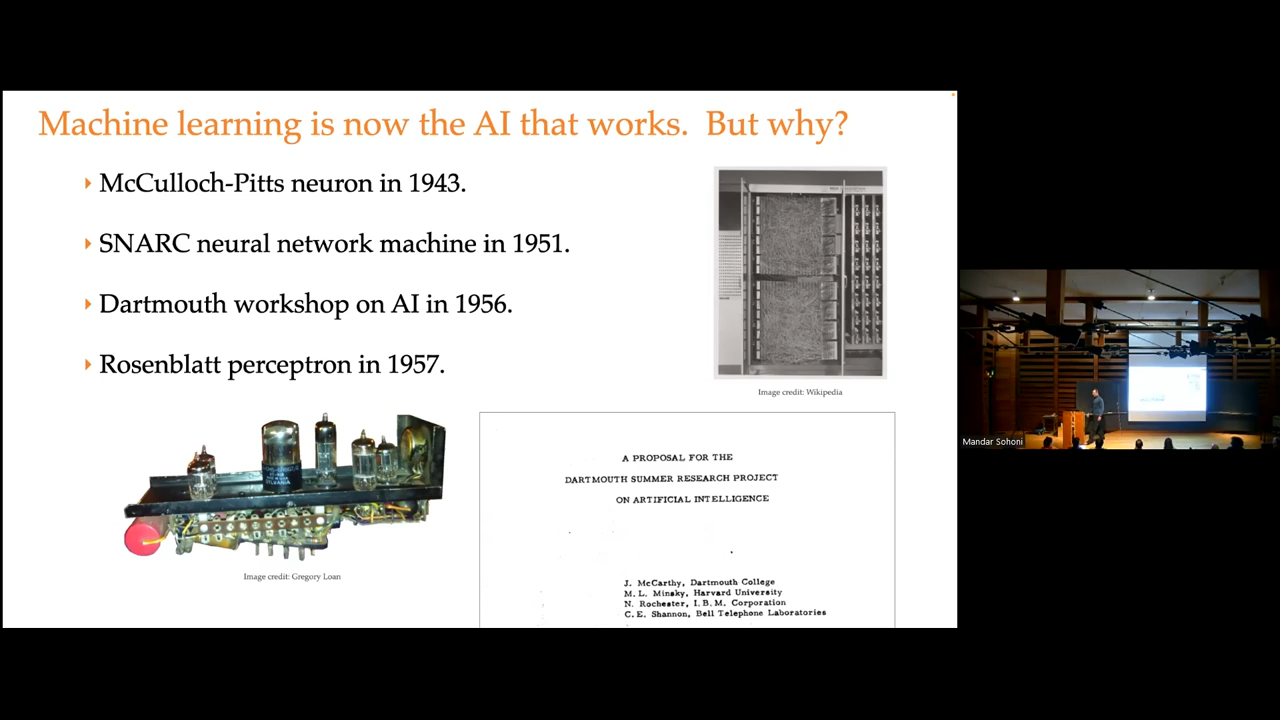 Machine learning is now the AI that works. But why?
McCulloch-Pitts neuron in 1943.
SNARC neural network machine in 1951.
Dartmouth workshop on AI in 1956.
Rosenblatt perceptron in 1957.
Image credit: Wikipedia
Image credit: Gregory Loan
A PROPOSAL FOR THE
DARTMOUTH SUMMER RESEARCH PROJECT
ON ARTIFICIAL INTELLIGENCE
J. McCarthy, Dartmouth College
M. L. Minsky, Harvard University
N. Rochester, I.B.M. Corporation
C. E. Shannon, Bell Telephone Laboratories
Mandar Sohoni